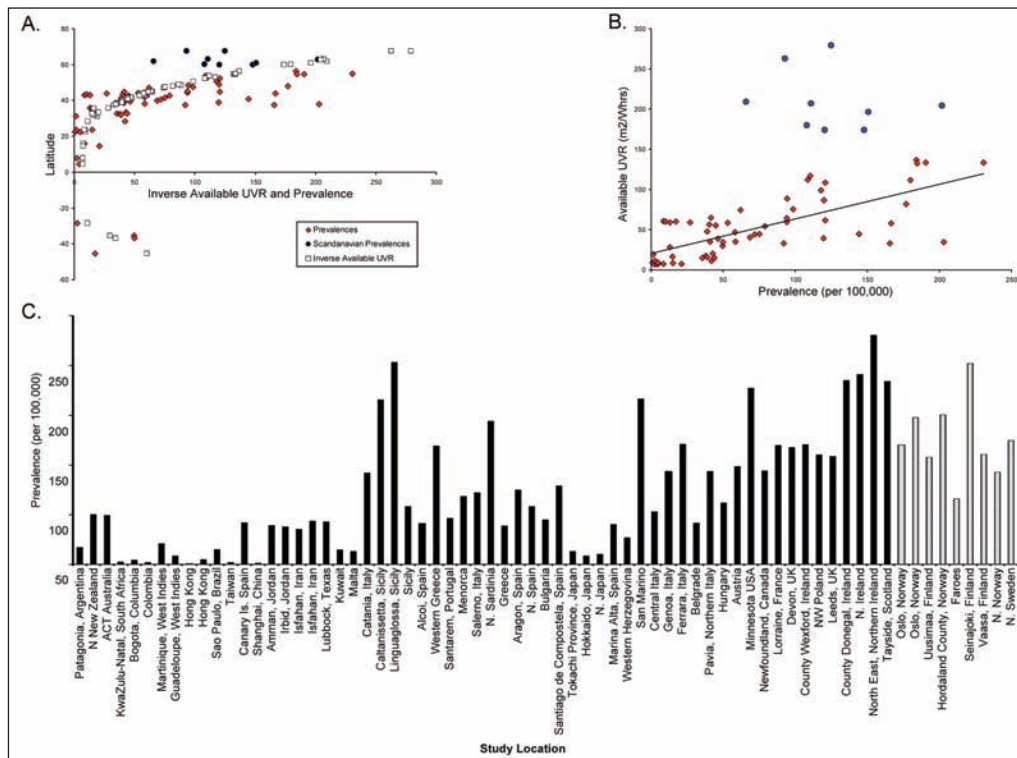 A.
80
60
40
20
0
-20
-40
-60
0
50
100
150
200
250
300
Latitude
Inverse Available UVR and Prevalence
Prevalences
Scandanavian Prevalences
Inverse Available UVR
B.
300
250
200
150
100
50
0
0
50
100
150
200
250
Available UVR (m2/Whrs)
Prevalence (per 100,000)
C.
250
200
150
100
50
Prevalence (per 100,000)
Patagonia, Argentina
N New Zealand
ACT Australia
KwaZulu-Natal, South Africa
Bogota, Columbia
Colombia
Martinique, West Indies
Guadeloupe, West Indies
Hong Kong
Hong Kong
Sao Paulo, Brazil
Taiwan
Canary Is. Spain
Shanghai, China
Amman, Jordan
Irbid, Jordan
Isfahan, Iran
Isfahan, Iran
Lubbock, Texas
Kuwait
Malta
Catania, Italy
Caltanissetta, Sicily
Linguaglossa, Sicily
Sicily
Alcoi, Spain
Western Greece
Santarem, Portugal
Menorca
Salerno, Italy
N. Sardinia
Greece
Aragon, Spain
N. Spain
Bulgaria
Santiago de Compostela, Spain
Tokachi Province, Japan
Hokkaido, Japan
N. Japan
Marina Alta, Spain
Western Herzegovina
San Marino
Central Italy
Genoa, Italy
Ferrara, Italy
Belgrade
Pavia, Northern Italy
Hungary
Austria
Minnesota USA
Newfoundland, Canada
Lorraine, France
Devon, UK
County Wexford, Ireland
NW Poland
Leeds, UK
County Donegal, Ireland
N. Ireland
North East, Northern Ireland
Tayside, Scotland
Oslo, Norway
Oslo, Norway
Uusimaa, Finland
Hordaland County, Norway
Faroes
Seinajoki, Finland
Vaasa, Finland
N. Norway
N. Sweden
Study Location